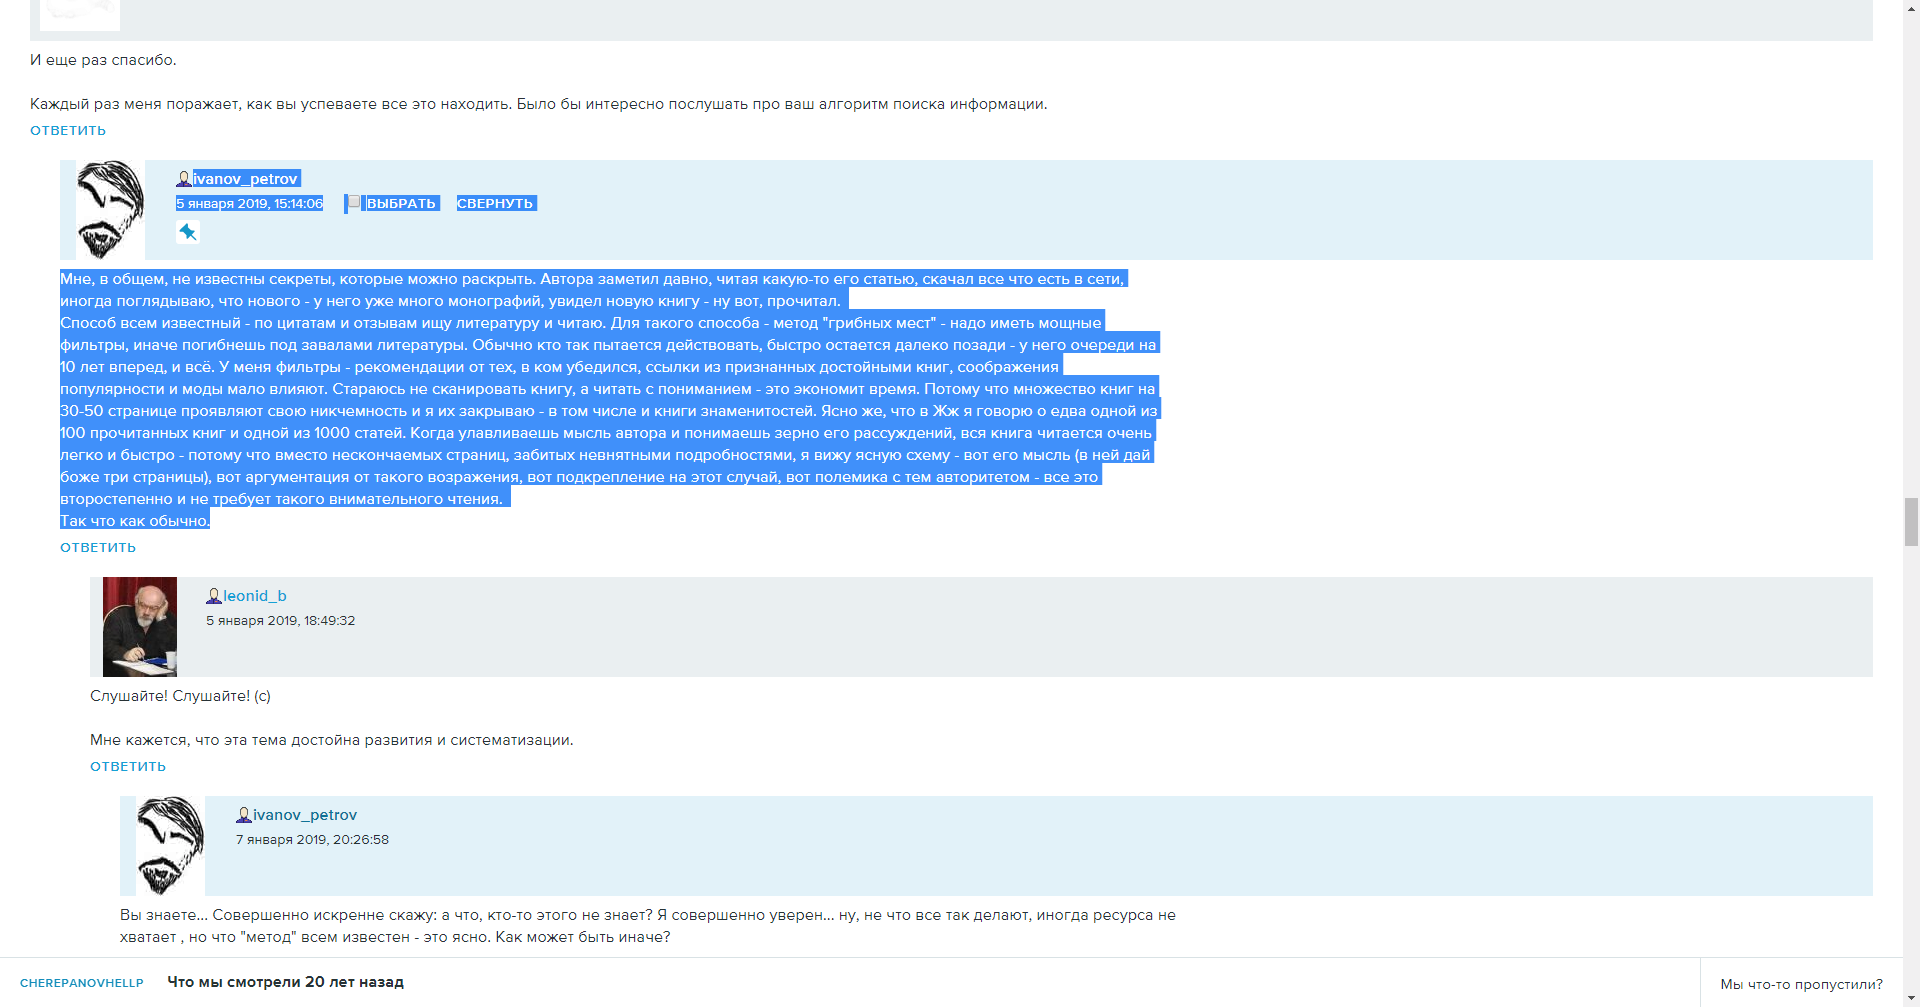 И еще раз спасибо.
Каждый раз меня поражает, как вы успеваете все это находить. Было бы интересно послушать про ваш алгоритм поиска информации.
ОТВЕТИТЬ
ivanov_petrov
5 января 2019, 15:14:06 ВЫБРАТЬ СВЕРНУТЬ
Мне, в общем, не известны секреты, которые можно раскрыть. Автора заметил давно, читая какую-то его статью, скачал все что есть в сети,
иногда поглядываю, что нового - у него уже много монографий, увидел новую книгу - ну вот, прочитал.
Способ всем известный - по цитатам и отзывам ищу литературу и читаю. Для такого способа - метод "грибных мест" - надо иметь мощные
фильтры, иначе погибнешь под завалами литературы. Обычно кто так пытается действовать, быстро остается далеко позади - у него очереди на
10 лет вперед, и всё. У меня фильтры - рекомендации от тех, в ком убедился, ссылки из признанных достойными книг, соображения
популярности и моды мало влияют. Стараюсь не сканировать книгу, а читать с пониманием - это экономит время. Потому что множество книг на
30-50 странице проявляют свою никчемность и я их закрываю - в том числе и книги знаменитостей. Ясно же, что в Жж я говорю о едва одной из
100 прочитанных книг и одной из 1000 статей. Когда улавливаешь мысль автора и понимаешь зерно его рассуждений, вся книга читается очень
легко и быстро - потому что вместо нескончаемых страниц, забитых невнятными подробностями, я вижу ясную схему - вот его мысль (в ней дай
боже три страницы), вот аргументация от такого возражения, вот подкрепление на этот случай, вот полемика с тем авторитетом - все это
второстепенно и не требует такого внимательного чтения.
Так что как обычно.
ОТВЕТИТЬ
leonid_b
5 января 2019, 18:49:32
Слушайте! Слушайте! (с)
Мне кажется, что эта тема достойна развития и систематизации.
ОТВЕТИТЬ
ivanov_petrov
7 января 2019, 20:26:58
Вы знаете... Совершенно искренне скажу: а что, кто-то этого не знает? Я совершенно уверен... ну, не что все так делают, иногда ресурса не
хватает , но что "метод" всем известен - это ясно. Как может быть иначе?
CHEREPANOVHELLP Что мы смотрели 20 лет назад
Мы что-то пропустили?